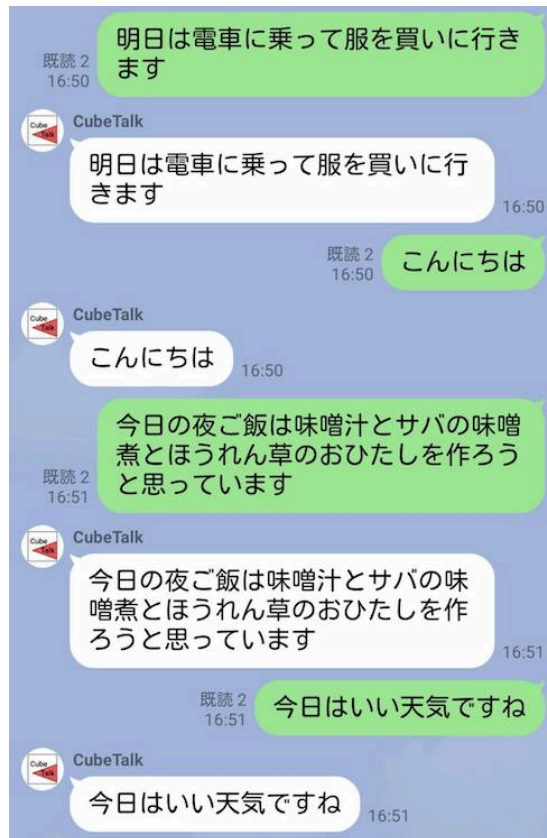 明日は電車に乗って服を買いに行き
ます
既読 2
16:50
Cube
Talk
CubeTalk
明日は電車に乗って服を買いに行
きます
16:50
こんにちは
既読 2
16:50
Cube
Talk
CubeTalk
こんにちは
16:50
今日の夜ご飯は味噌汁とサバの味噌
煮とほうれん草のおひたしを作ろう
と思っています
既読 2
16:51
Cube
Talk
CubeTalk
今日の夜ご飯は味噌汁とサバの味
噌煮とほうれん草のおひたしを作
ろうと思っています
16:51
今日はいい天気ですね
既読 2
16:51
Cube
Talk
CubeTalk
今日はいい天気ですね
16:51